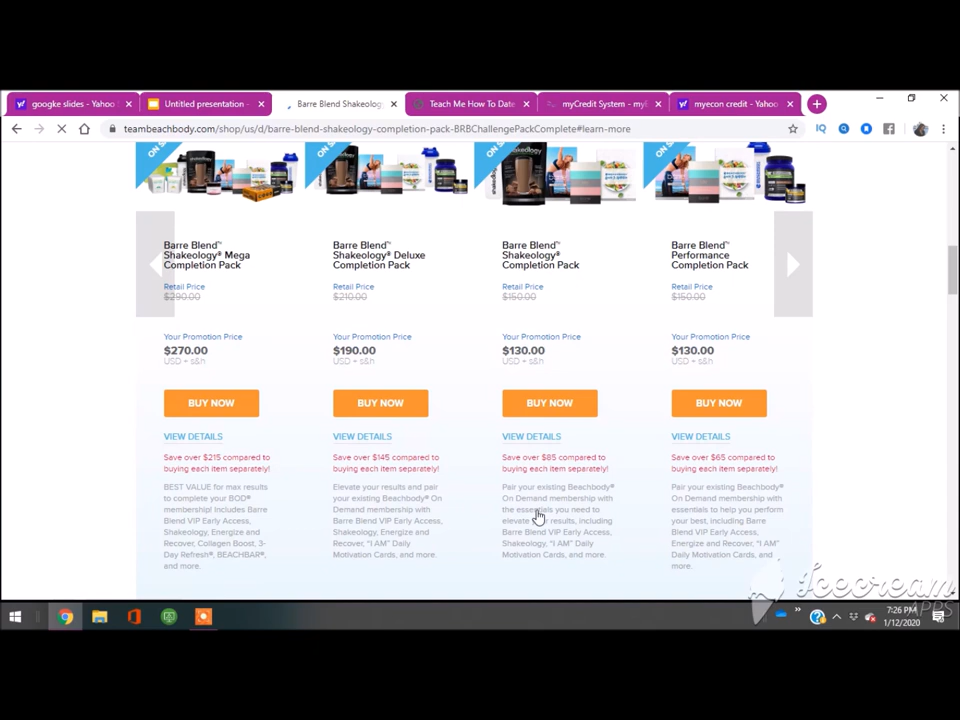 googke slides - Yahoo
Untitled presentation -
Barre Blend Shakeology
Teach Me How To Date
myCredit System - my
myecon credit - Yahoo
teambeachbody.com/shop/us/d/barre-blend-shakeology-completion-pack-BRBChallengePackComplete#learn-more
ON S
ON S
ON S
ON S
Barre Blend™
Shakeology® Mega
Completion Pack
Retail Price
$290.00
Your Promotion Price
$270.00
USD + s&h
BUY NOW
VIEW DETAILS
Save over $215 compared to
buying each item separately!
BEST VALUE for max results
to complete your BOD®
membership! Includes Barre
Blend VIP Early Access,
Shakeology, Energize and
Recover, Collagen Boost, 3-
Day Refresh®, BEACHBAR®,
and more.
Barre Blend™
Shakeology® Deluxe
Completion Pack
Retail Price
$210.00
Your Promotion Price
$190.00
USD + s&h
BUY NOW
VIEW DETAILS
Save over $145 compared to
buying each item separately!
Elevate your results and pair
your existing Beachbody® On
Demand membership with
Barre Blend VIP Early Access,
Shakeology, Energize and
Recover, "I AM" Daily
Motivation Cards, and more.
Barre Blend™
Shakeology®
Completion Pack
Retail Price
$150.00
Your Promotion Price
$130.00
USD + s&h
BUY NOW
VIEW DETAILS
Save over $85 compared to
buying each item separately!
Pair your existing Beachbody®
On Demand membership with
the essentials you need to
elevate results, including
Barre Blend VIP Early Access,
Shakeology, "I AM" Daily
Motivation Cards, and more.
Barre Blend™
Performance
Completion Pack
Retail Price
$150.00
Your Promotion Price
$130.00
USD + s&h
BUY NOW
VIEW DETAILS
Save over $65 compared to
buying each item separately!
Pair your existing Beachbody®
On Demand membership with
essentials to help you perform
your best, including Barre
Blend VIP Early Access,
Energize and Recover, "I AM"
Daily Motivation Cards, and
more.
Icecream
APPS
7:26 PM
1/12/2020